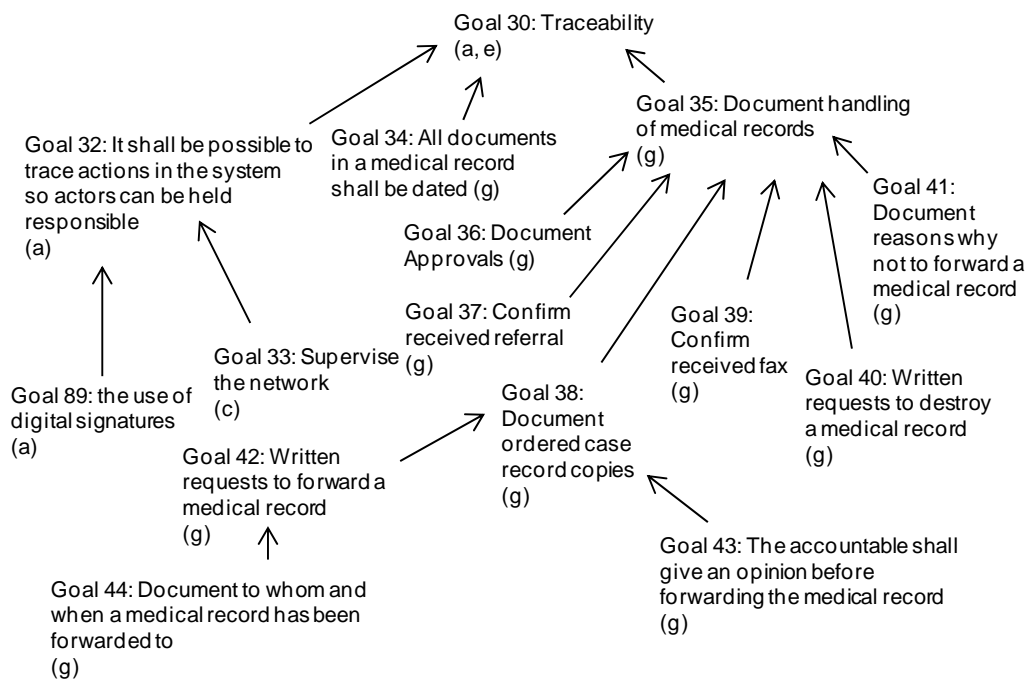 Goal 30: Traceability
(a, e)
Goal 35: Document handling
of medical records
(g)
Goal 32: It shall be possible to
trace actions in the system
so actors can be held
responsible
(a)
Goal 34: All documents
in a medical record
shall be dated (g)
Goal 41:
Document
reasons why
not to forward a
medical record
(g)
Goal 36: Document
Approvals (g)
Goal 37: Confirm
received referral
(g)
Goal 39:
Confirm
received fax
(g)
Goal 33: Supervise
the network
(c)
Goal 40: Written
requests to destroy
a medical record
(g)
Goal 89: the use of
digital signatures
(a)
Goal 38:
Document
ordered case
record copies
(g)
Goal 42: Written
requests to forward a
medical record
(g)
Goal 43: The accountable shall
give an opinion before
forwarding the medical record
(g)
Goal 44: Document to whom and
when a medical record has been
forwarded to
(g)